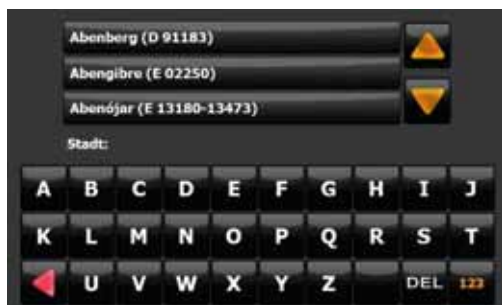 Abenberg (D 91183)
Abengibre (E 02250)
Abenójar (E 13180-13473)
Stadt:
A B C D E F G H I J
K L M N O P Q R S T
U V W X Y Z DEL 123